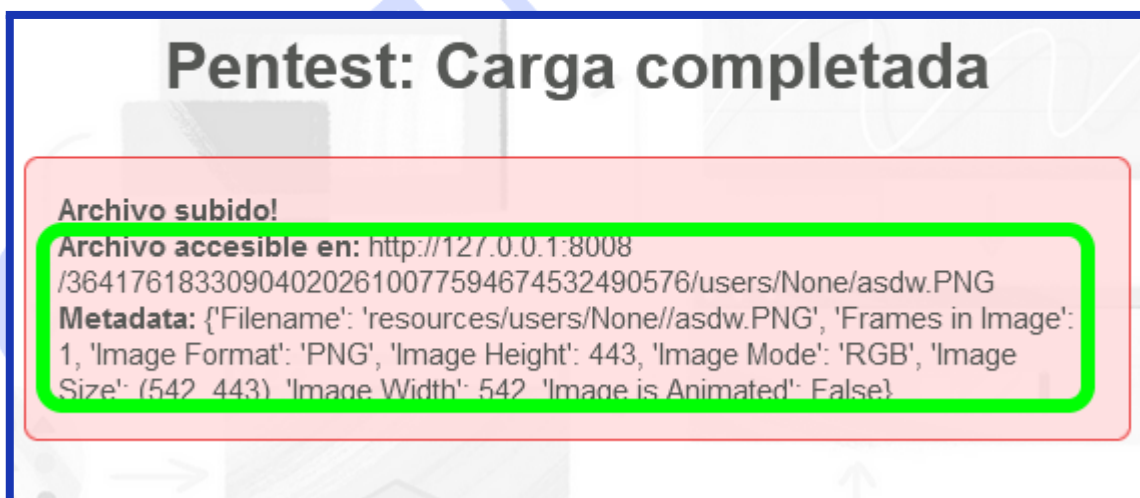 Pentest: Carga completada
Archivo subido!
Archivo accesible en: http://127.0.0.1:8008
/364176183309040202610077594674532490576/users/None/asdw.PNG
Metadata: {'Filename': 'resources/users/None//asdw.PNG', 'Frames in Image':
1, 'Image Format': 'PNG', 'Image Height': 443, 'Image Mode': 'RGB', 'Image
Size': (542, 443), 'Image Width': 542, 'Image is Animated': False}